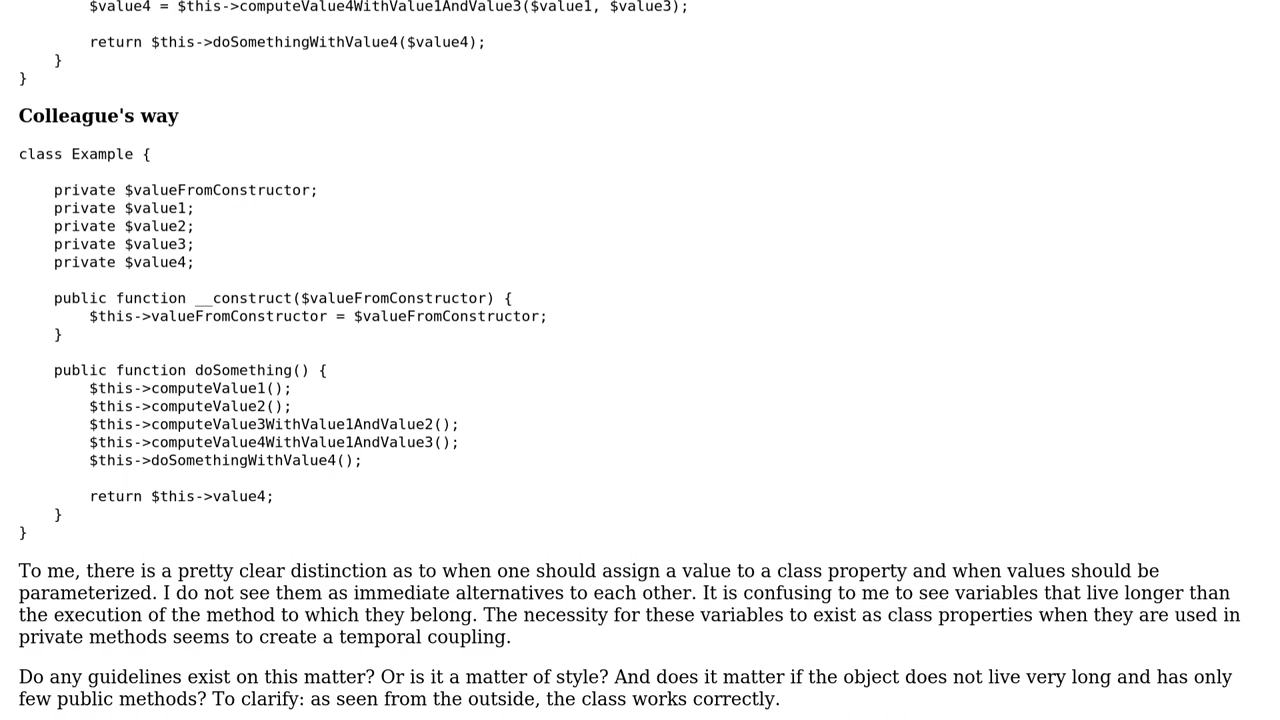 $value4 = $this->computeValue4WithValue1AndValue3($value1, $value3);
return $this->doSomethingWithValue4($value4);
}
}
Colleague's way
class Example {
private $valueFromConstructor;
private $value1;
private $value2;
private $value3;
private $value4;
public function __construct($valueFromConstructor) {
$this->valueFromConstructor = $valueFromConstructor;
}
public function doSomething() {
$this->computeValue1();
$this->computeValue2();
$this->computeValue3WithValue1AndValue2();
$this->computeValue4WithValue1AndValue3();
$this->doSomethingWithValue4();
return $this->value4;
}
}
To me, there is a pretty clear distinction as to when one should assign a value to a class property and when values should be
parameterized. I do not see them as immediate alternatives to each other. It is confusing to me to see variables that live longer than
the execution of the method to which they belong. The necessity for these variables to exist as class properties when they are used in
private methods seems to create a temporal coupling.
Do any guidelines exist on this matter? Or is it a matter of style? And does it matter if the object does not live very long and has only
few public methods? To clarify: as seen from the outside, the class works correctly.